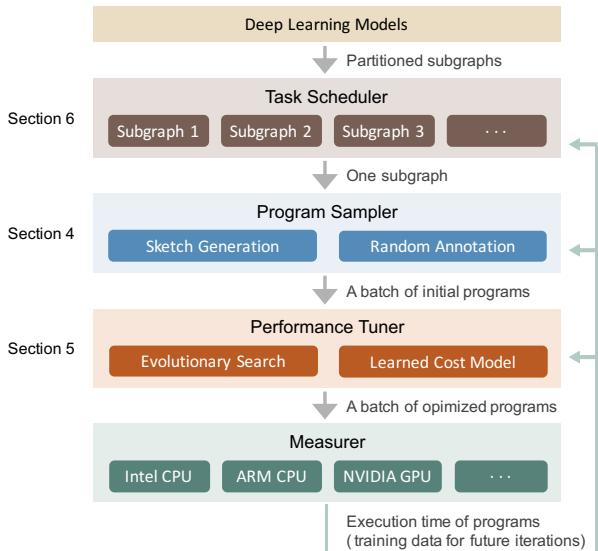 Deep Learning Models
Partitioned subgraphs
Section 6
Task Scheduler
Subgraph 1 Subgraph 2 Subgraph 3 . . .
One subgraph
Section 4
Program Sampler
Sketch Generation Random Annotation
A batch of initial programs
Section 5
Performance Tuner
Evolutionary Search Learned Cost Model
A batch of opimized programs
Measurer
Intel CPU ARM CPU NVIDIA GPU . . .
Execution time of programs
( training data for future iterations)